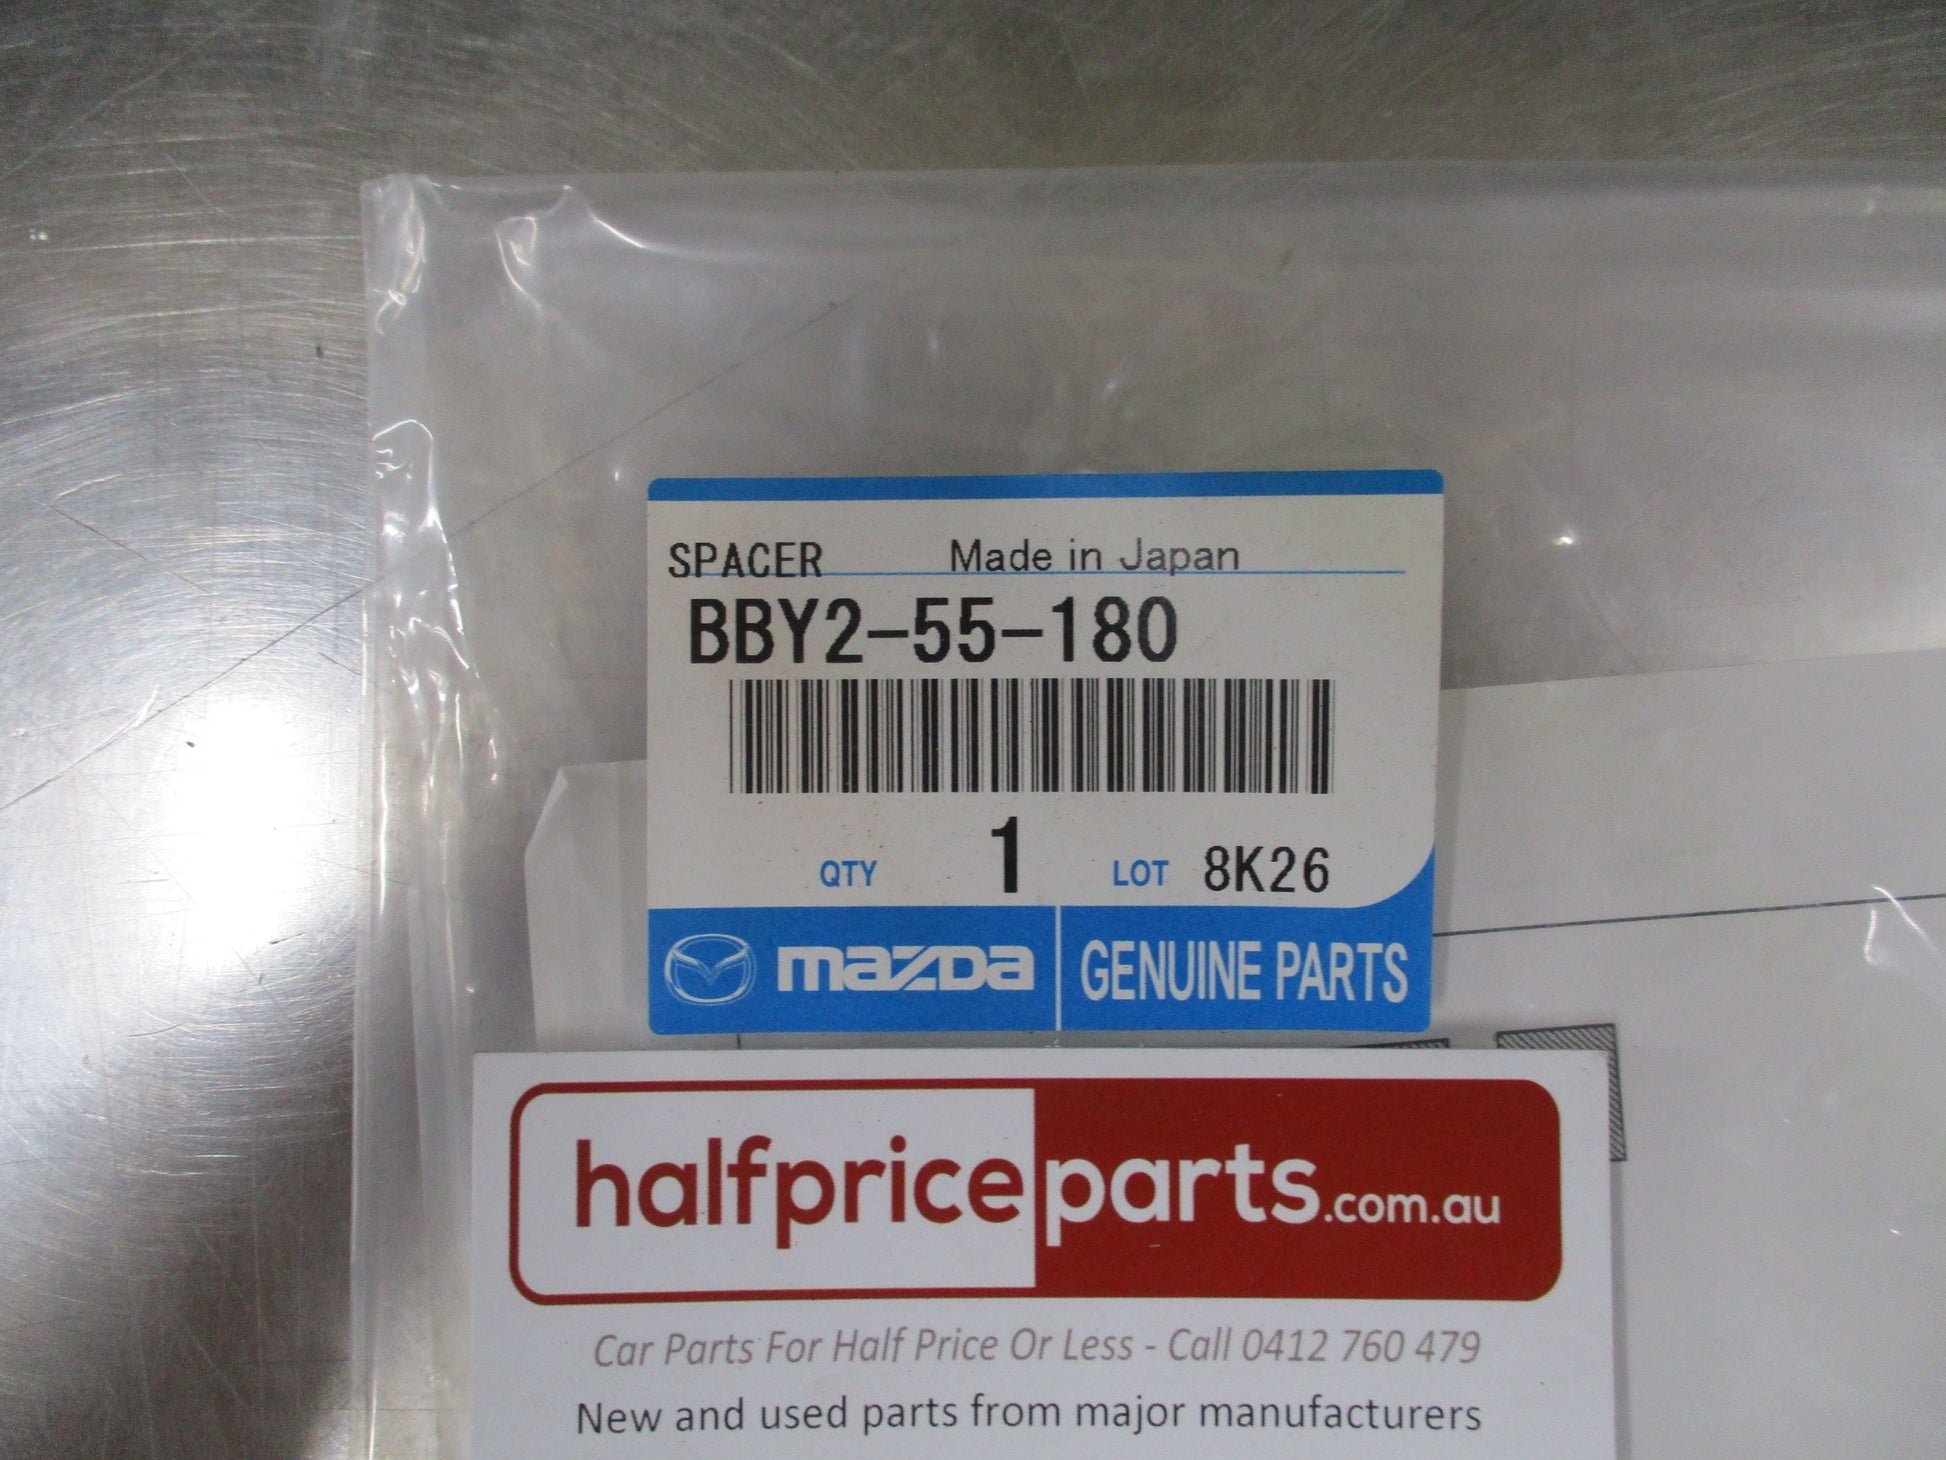 SPACER Made in Japan
BBY2-55-180
QTY 1 LOT 8K26
mazda GENUINE PARTS
halfpriceparts.com.au
Car Parts For Half Price Or Less - Call 0412 760 479
New and used parts from major manufacturers